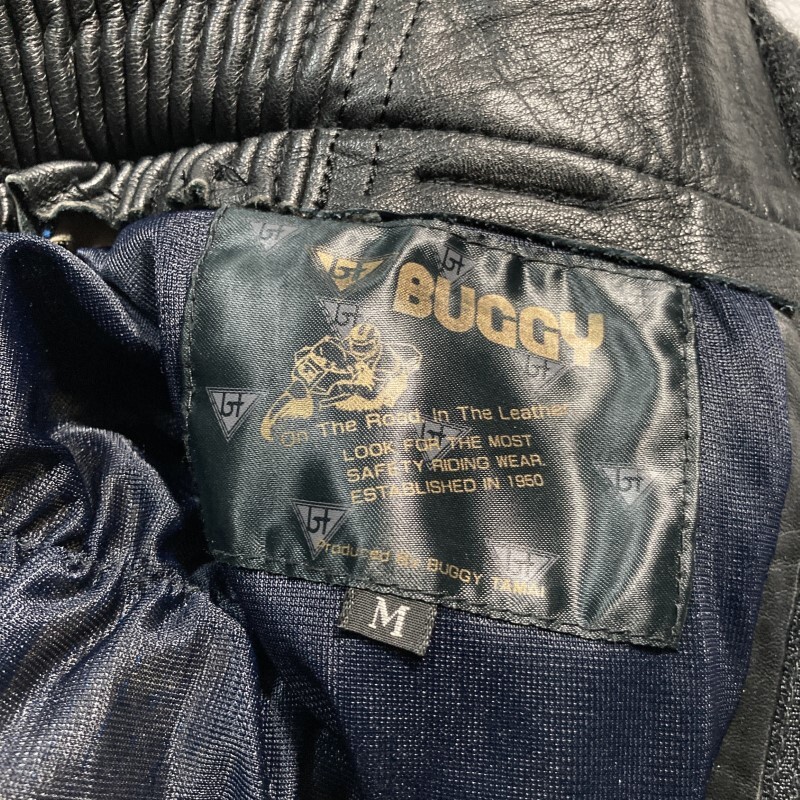 BUGGY
On The Road, In The Leather
LOOK FOR THE MOST
SAFETY RIDING WEAR.
ESTABLISHED IN 1960
Produced By BUGGY
M